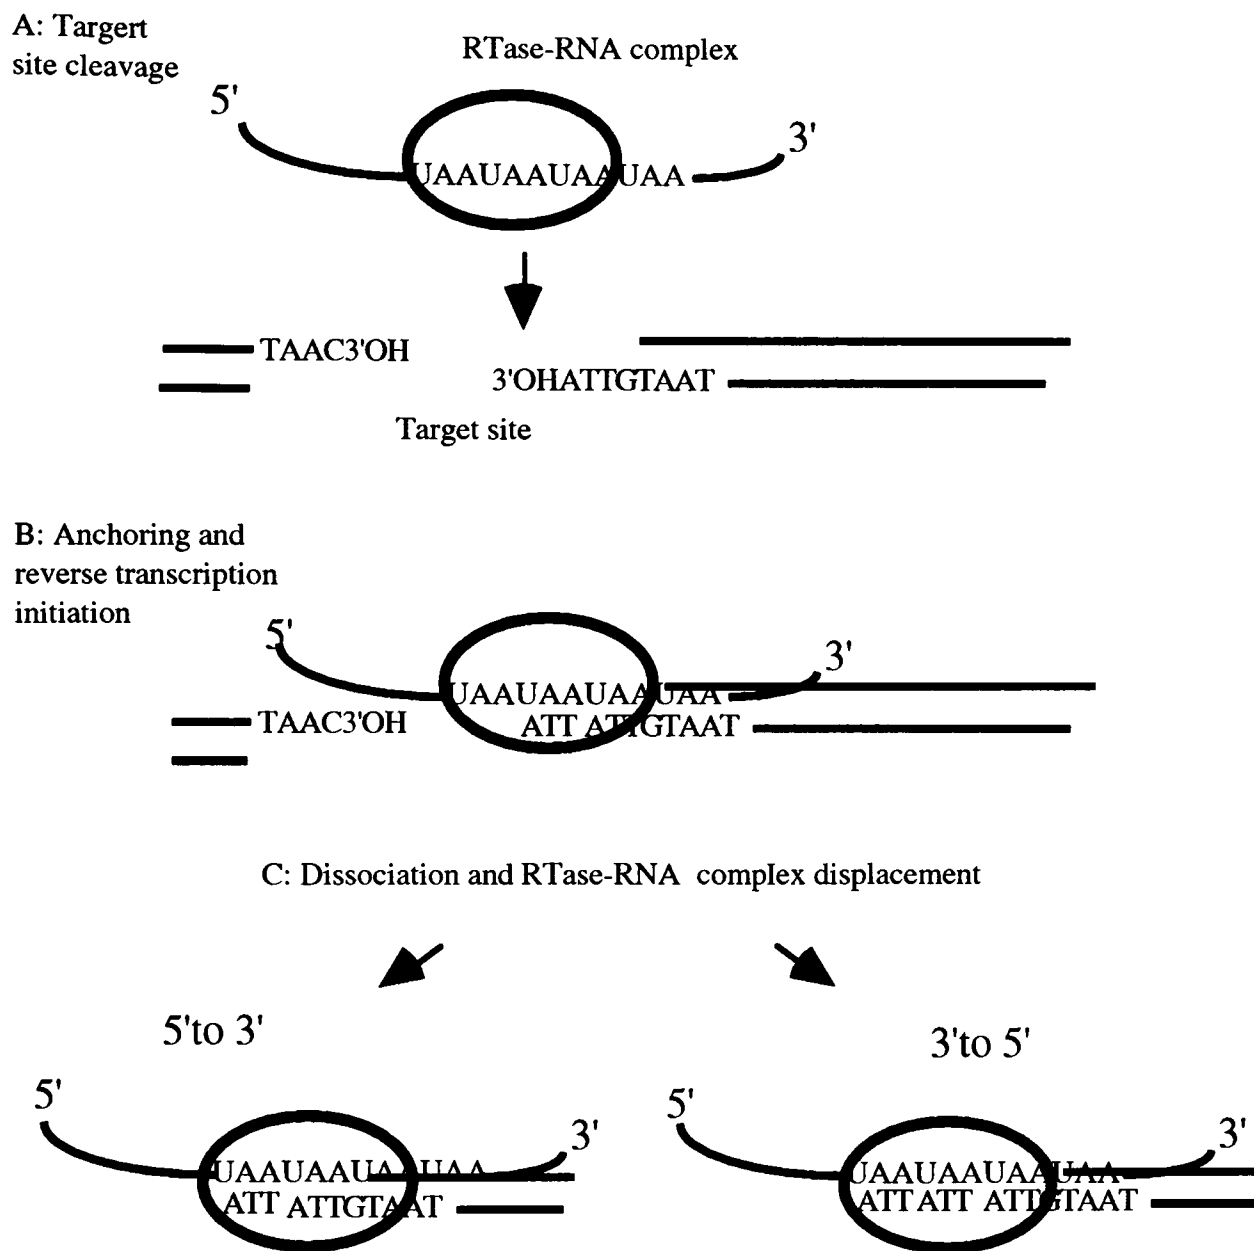 A: Targert
site cleavage
RTase-RNA complex
5'
3'
UAAUAAUAAUAA
TAAC3'OH
3'OHATTGTAAT
Target site
B: Anchoring and
reverse transcription
initiation
5'
3'
UAAUAAUAAUAA
ATT ATTGTAAT
TAAC3'OH
C: Dissociation and RTase-RNA complex displacement
5'to 3'
3'to 5'
5'
3'
UAAUAAUAAUAA
ATT ATTGTAAT
5'
3'
UAAUAAUAAUAA
ATT ATT ATTGTAAT